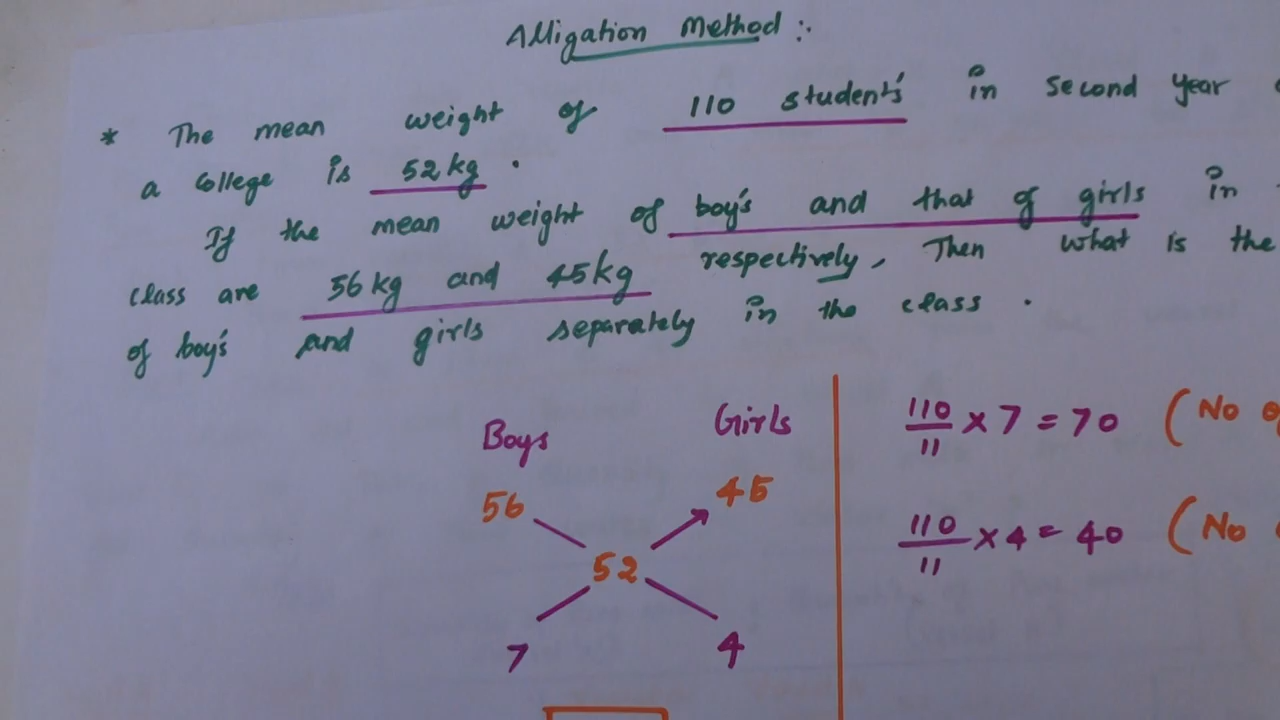 Alligation Method :.
* The mean weight of 110 students' in second year
a college is 52 kg .
If the mean weight of boy's and that of girls in
class are 56 kg and 45 kg respectively, Then what is the
of boy's and girls separately in the class .
Boys Girls
56 45
52
7 4
110/11 × 7 = 70 (No of
110/11 × 4 = 40 (No